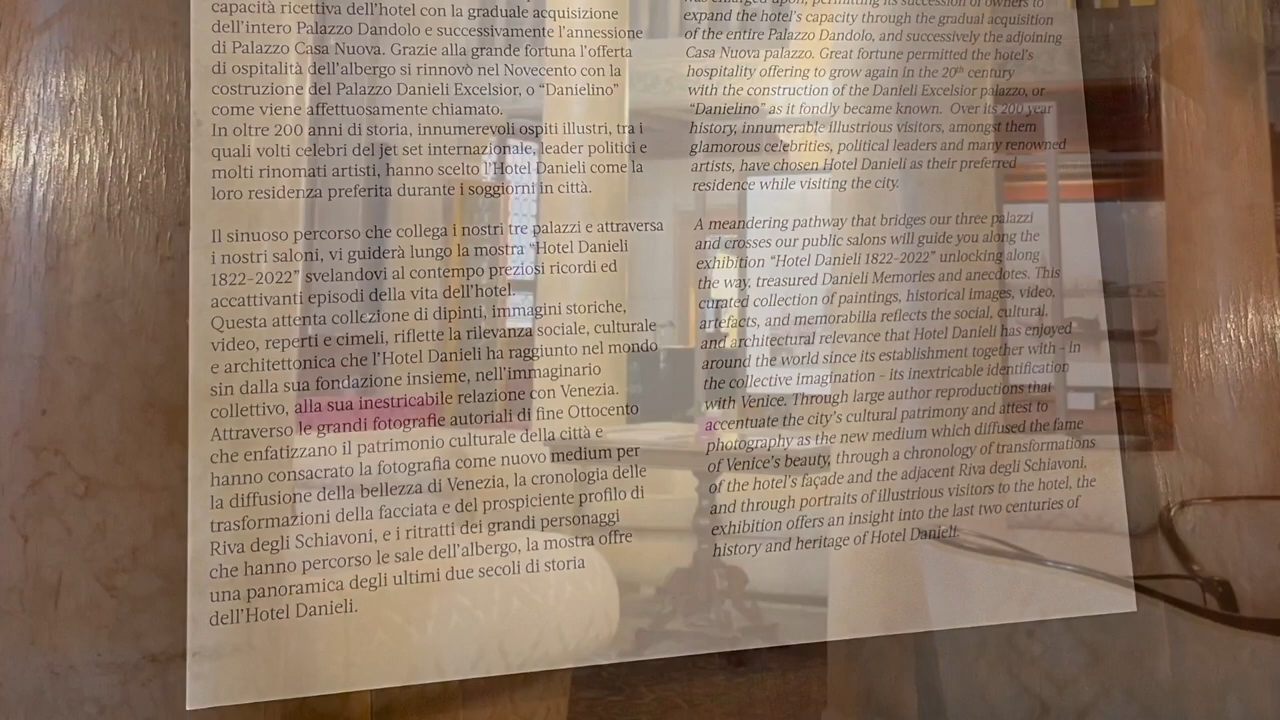 capacità ricettiva dell'hotel con la graduale acquisizione
dell'intero Palazzo Dandolo e successivamente l'annessione
di Palazzo Casa Nuova. Grazie alla grande fortuna l'offerta
di ospitalità dell'albergo si rinnovò nel Novecento con la
costruzione del Palazzo Danieli Excelsior, o "Danielino"
come viene affettuosamente chiamato.
In oltre 200 anni di storia, innumerevoli ospiti illustri, tra i
quali volti celebri del jet set internazionale, leader politici e
molti rinomati artisti, hanno scelto l'Hotel Danieli come la
loro residenza preferita durante i soggiorni in città.
Il sinuoso percorso che collega i nostri tre palazzi e attraversa
i nostri saloni, vi guiderà lungo la mostra "Hotel Danieli
1822-2022" svelandovi al contempo preziosi ricordi ed
accattivanti episodi della vita dell'hotel.
Questa attenta collezione di dipinti, immagini storiche,
video, reperti e cimeli, riflette la rilevanza sociale, culturale
e architettonica che l'Hotel Danieli ha raggiunto nel mondo
sin dalla sua fondazione insieme, nell'immaginario
collettivo, alla sua inestricabile relazione con Venezia.
Attraverso le grandi fotografie autoriali di fine Ottocento
che enfatizzano il patrimonio culturale della città e
hanno consacrato la fotografia come nuovo medium per
la diffusione della bellezza di Venezia, la cronologia delle
trasformazioni della facciata e del prospiciente profilo di
Riva degli Schiavoni, e i ritratti dei grandi personaggi
che hanno percorso le sale dell'albergo, la mostra offre
una panoramica degli ultimi due secoli di storia
dell'Hotel Danieli.
was enlarged upon, permitting its succession of owners to
expand the hotel's capacity through the gradual acquisition
of the entire Palazzo Dandolo, and successively the adjoining
Casa Nuova palazzo. Great fortune permitted the hotel's
hospitality offering to grow again in the 20th century
with the construction of the Danieli Excelsior palazzo, or
"Danielino" as it fondly became known. Over its 200 year
history, innumerable illustrious visitors, amongst them
glamorous celebrities, political leaders and many renowned
artists, have chosen Hotel Danieli as their preferred
residence while visiting the city.
A meandering pathway that bridges our three palazzi
and crosses our public salons will guide you along the
exhibition "Hotel Danieli 1822-2022" unlocking along
the way, treasured Danieli Memories and anecdotes. This
curated collection of paintings, historical images, video,
artefacts, and memorabilia reflects the social, cultural,
and architectural relevance that Hotel Danieli has enjoyed
around the world since its establishment together with - in
the collective imagination - its inextricable identification
with Venice. Through large author reproductions that
accentuate the city's cultural patrimony and attest to
photography as the new medium which diffused the fame
of Venice's beauty, through a chronology of transformations
of the hotel's façade and the adjacent Riva degli Schiavoni,
and through portraits of illustrious visitors to the hotel, the
exhibition offers an insight into the last two centuries of
history and heritage of Hotel Danieli.